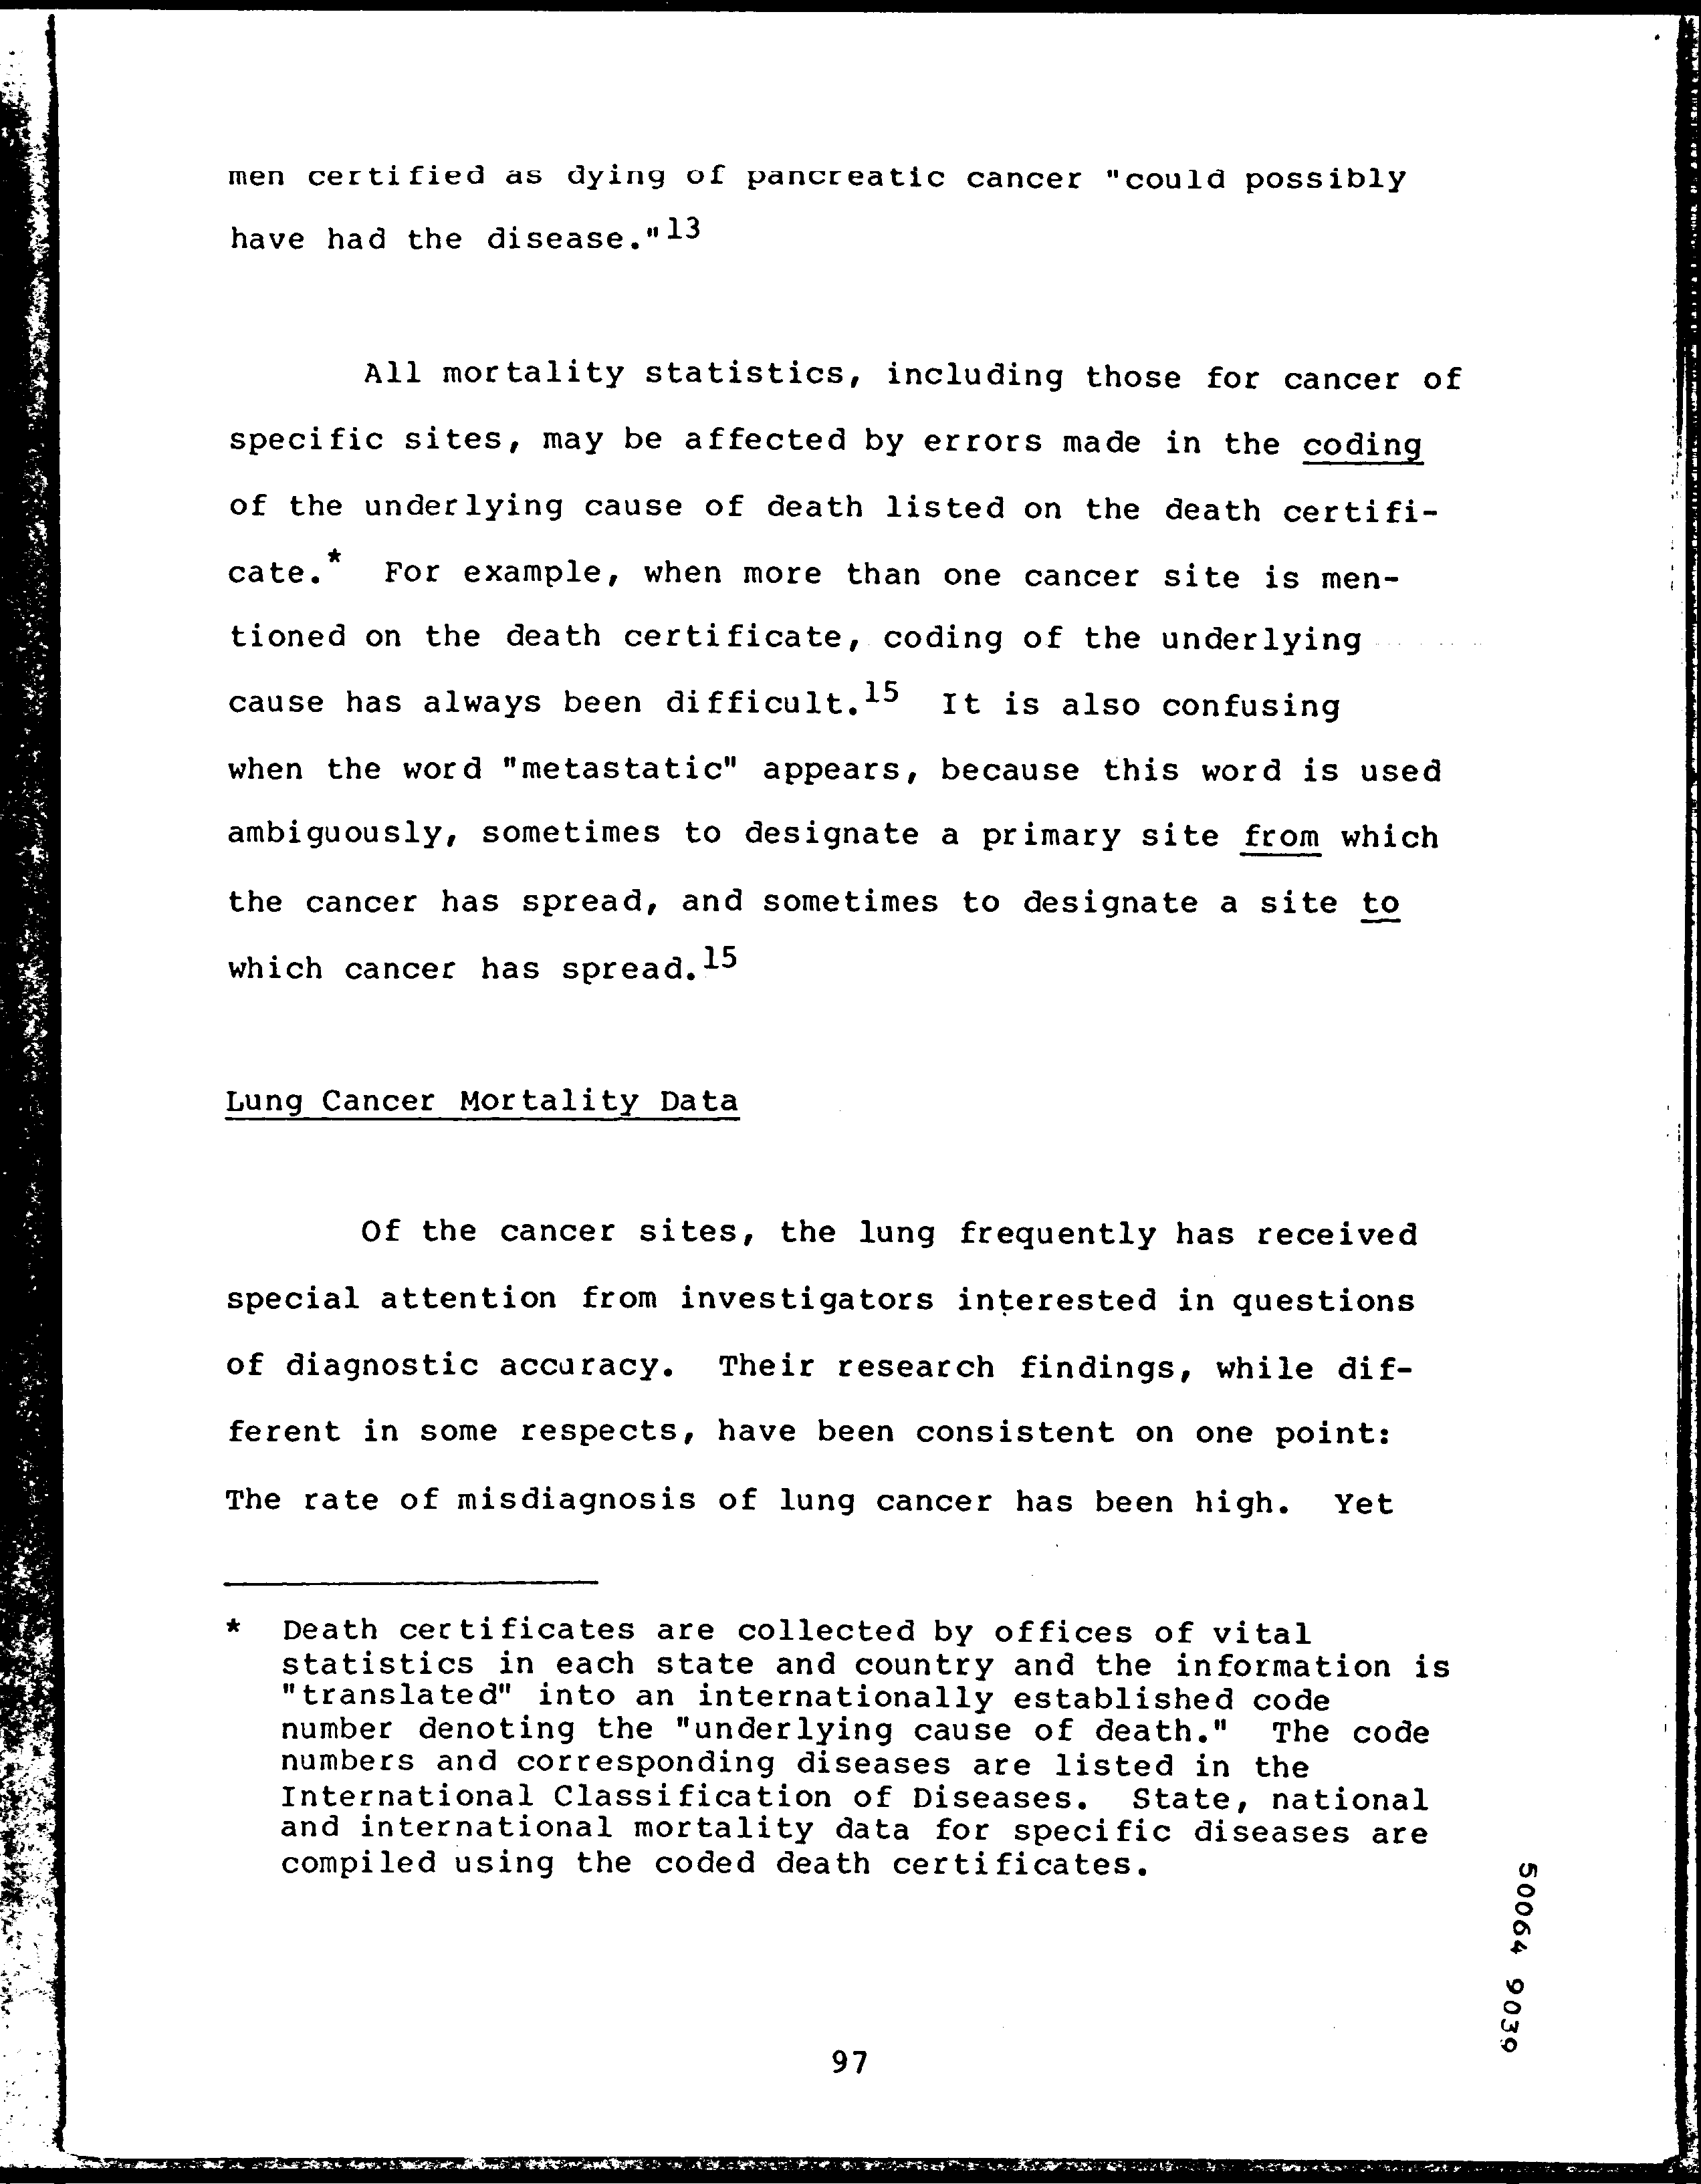 men certified as dying of pancreatic cancer "could possibly
have had the disease."13
All mortality statistics, including those for cancer of
specific sites, may be affected by errors made in the coding
of the underlying cause of death listed on the death certifi-
cate.* For example, when more than one cancer site is men-
tioned on the death certificate, coding of the underlying
cause has always been difficult.15 It is also confusing
when the word "metastatic" appears, because this word is used
ambiguously, sometimes to designate a primary site from which
the cancer has spread, and sometimes to designate a site to
which cancer has spread.15
Lung Cancer Mortality Data
Of the cancer sites, the lung frequently has received
special attention from investigators interested in questions
of diagnostic accuracy. Their research findings, while dif-
ferent in some respects, have been consistent on one point:
The rate of misdiagnosis of lung cancer has been high. Yet
* Death certificates are collected by offices of vital
statistics in each state and country and the information is
"translated" into an internationally established code
number denoting the "underlying cause of death." The code
numbers and corresponding diseases are listed in the
International Classification of Diseases. State, national
and international mortality data for specific diseases are
compiled using the coded death certificates.
50064 9039
97